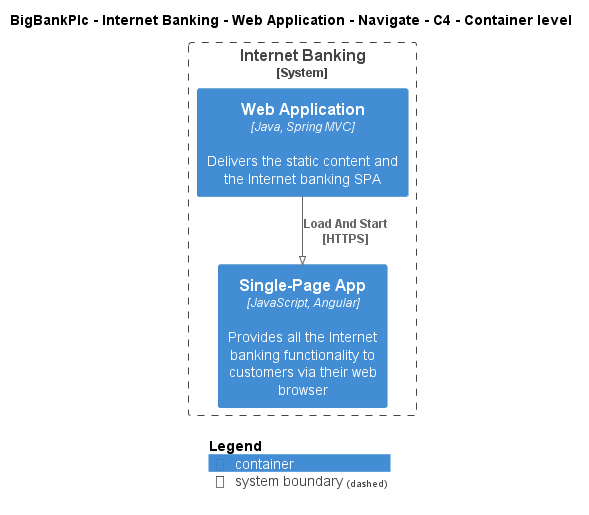 BigBankPlc - Internet Banking - Web Application - Navigate - C4 - Container level
Internet Banking
[System]
Web Application
[Java, Spring MVC]
Delivers the static content and
the Internet banking SPA
Load And Start
[HTTPS]
Single-Page App
[JavaScript, Angular]
Provides all the Internet
banking functionality to
customers via their web
browser
Legend
container
system boundary (dashed)